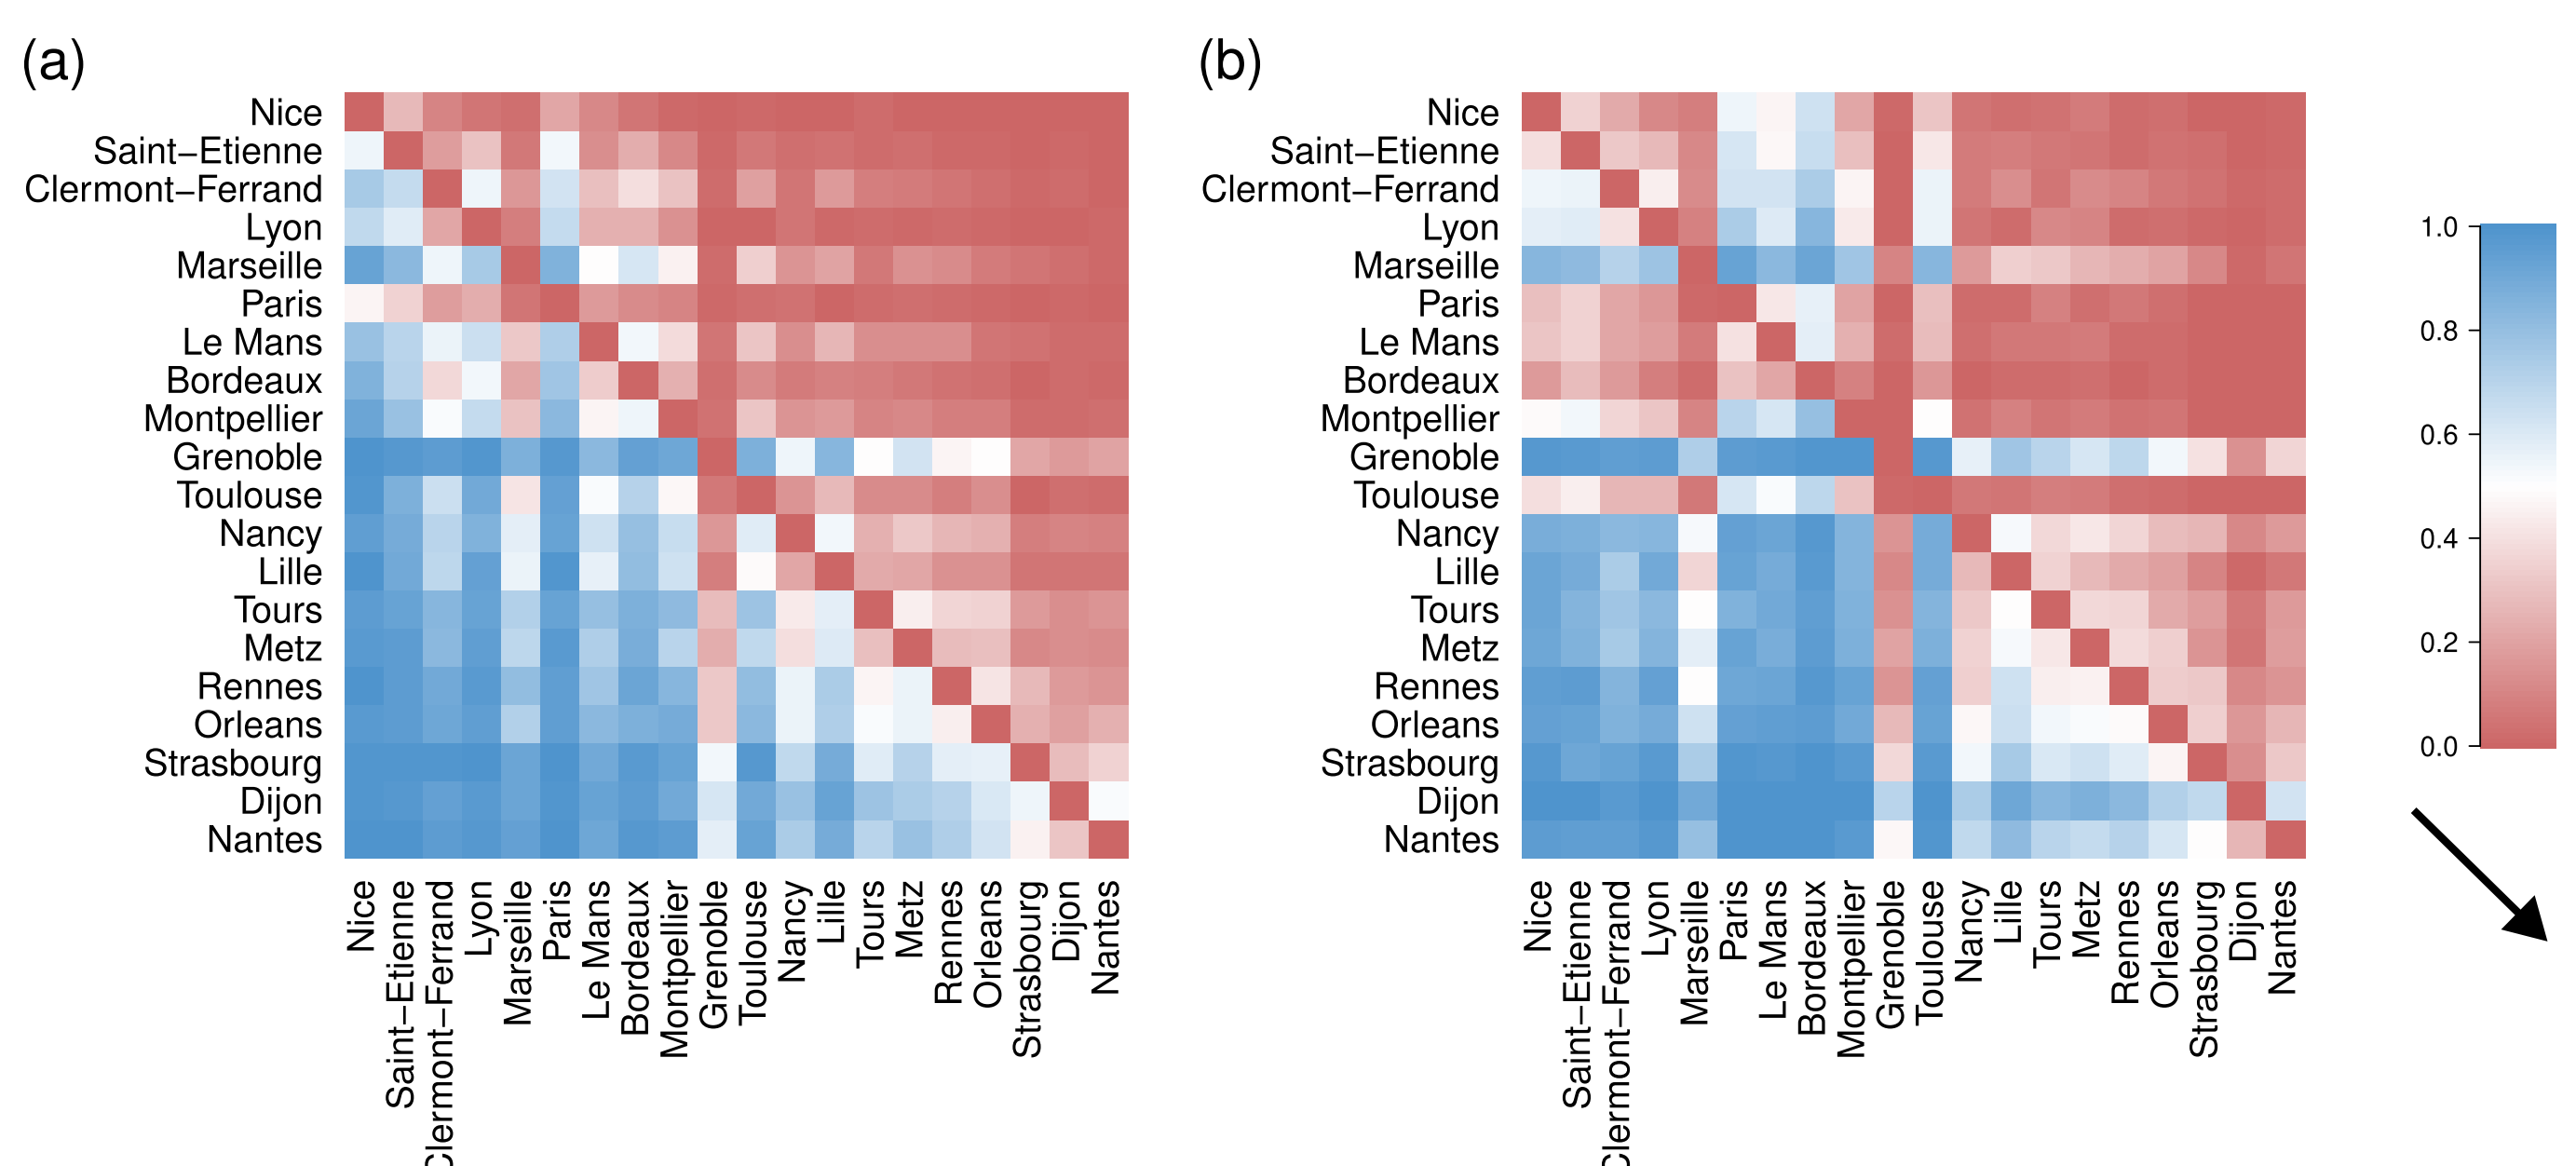 (a)
Nice
Saint−Etienne
Clermont−Ferrand
Lyon
Marseille
Paris
Le Mans
Bordeaux
Montpellier
Grenoble
Toulouse
Nancy
Lille
Tours
Metz
Rennes
Orleans
Strasbourg
Dijon
Nantes
Nice
Saint−Etienne
Clermont−Ferrand
Lyon
Marseille
Paris
Le Mans
Bordeaux
Montpellier
Grenoble
Toulouse
Nancy
Lille
Tours
Metz
Rennes
Orleans
Strasbourg
Dijon
Nantes
(b)
Nice
Saint−Etienne
Clermont−Ferrand
Lyon
Marseille
Paris
Le Mans
Bordeaux
Montpellier
Grenoble
Toulouse
Nancy
Lille
Tours
Metz
Rennes
Orleans
Strasbourg
Dijon
Nantes
Nice
Saint−Etienne
Clermont−Ferrand
Lyon
Marseille
Paris
Le Mans
Bordeaux
Montpellier
Grenoble
Toulouse
Nancy
Lille
Tours
Metz
Rennes
Orleans
Strasbourg
Dijon
Nantes
1.0
0.8
0.6
0.4
0.2
0.0